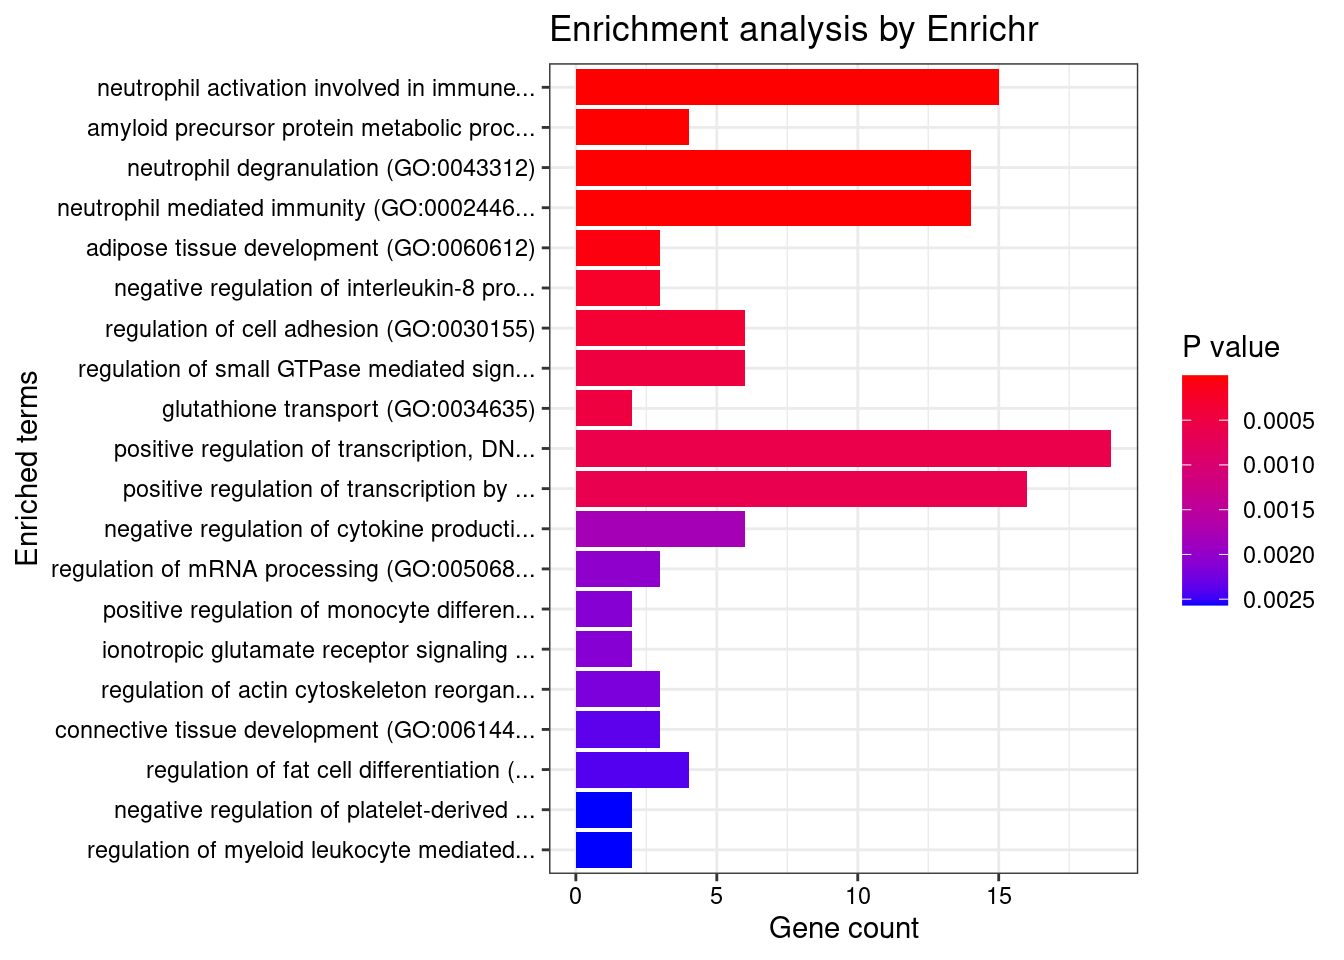 Enrichment analysis by Enrichr
neutrophil activation involved in immune...
amyloid precursor protein metabolic proc...
neutrophil degranulation (GO:0043312)
neutrophil mediated immunity (GO:0002446...
adipose tissue development (GO:0060612)
negative regulation of interleukin-8 pro...
regulation of cell adhesion (GO:0030155)
regulation of small GTPase mediated sign...
glutathione transport (GO:0034635)
positive regulation of transcription, DN...
positive regulation of transcription by ...
negative regulation of cytokine producti...
regulation of mRNA processing (GO:005068...
positive regulation of monocyte differen...
ionotropic glutamate receptor signaling ...
regulation of actin cytoskeleton reorgan...
connective tissue development (GO:006144...
regulation of fat cell differentiation (...
negative regulation of platelet-derived ...
regulation of myeloid leukocyte mediated...
Enriched terms
0 5 10 15
Gene count
P value
0.0005
0.0010
0.0015
0.0020
0.0025